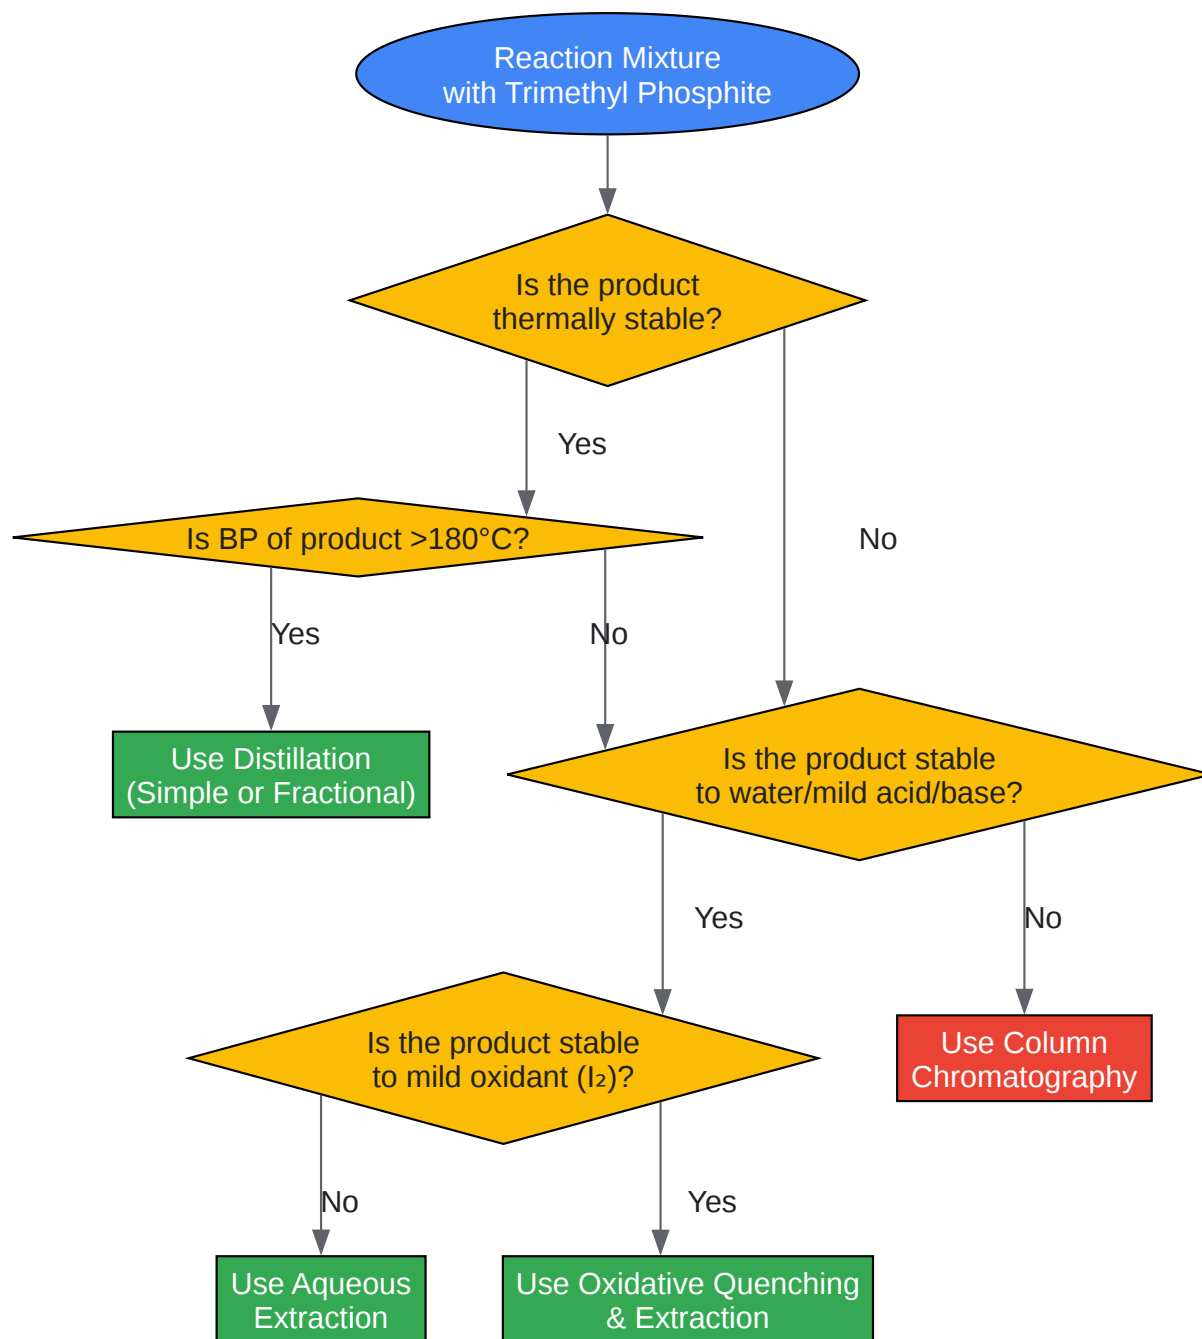 Reaction Mixture
with Trimethyl Phosphite
Is the product
thermally stable?
Yes
No
Is BP of product >180°C?
Yes
No
Use Distillation
(Simple or Fractional)
Is the product stable
to water/mild acid/base?
Yes
No
Is the product stable
to mild oxidant (I₂)?
Use Column
Chromatography
No
Yes
Use Aqueous
Extraction
Use Oxidative Quenching
& Extraction